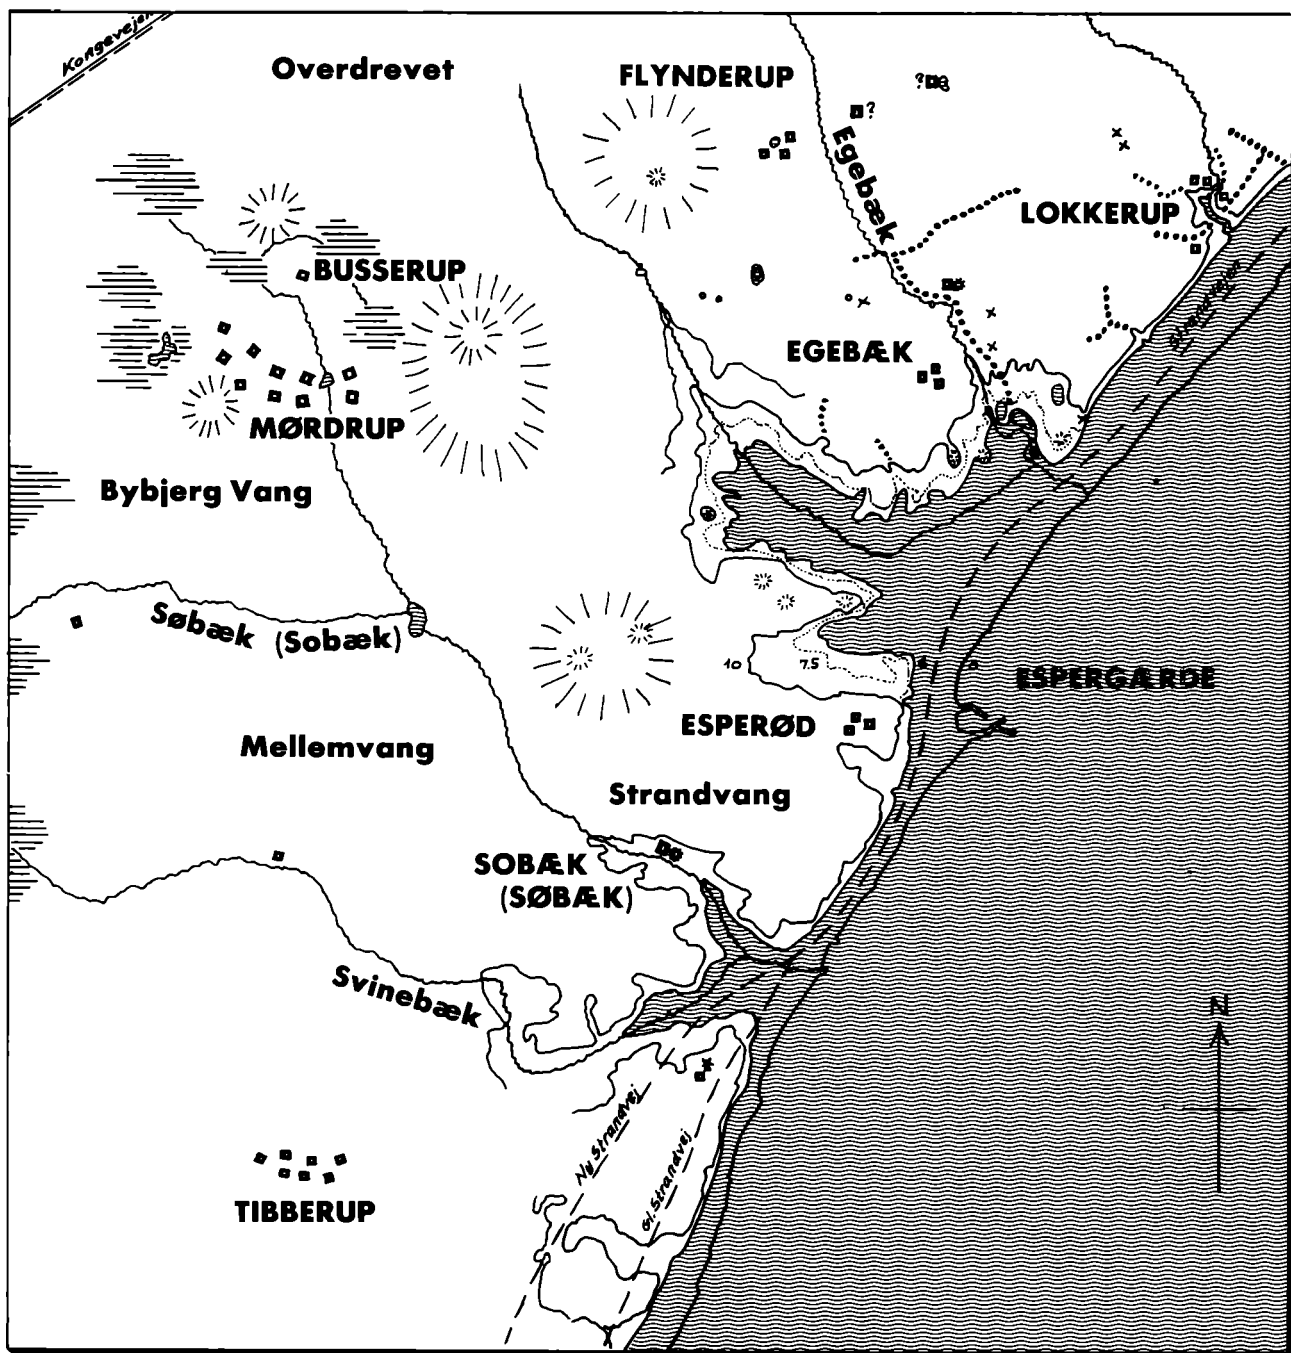 Kongevejen
Overdrevet
FLYNDERUP
?
?
Egebæk
LOKKERUP
BUSSERUP
Strandvejen
EGEBÆK
MØRDRUP
Bybjerg Vang
Søbæk (Sobæk)
10
7.5
ESPERGÆRDE
ESPERØD
Mellemvang
Strandvang
SOBÆK
(SØBÆK)
Svinebæk
N
Ny Strandvej
Gl. Strandvej
TIBBERUP